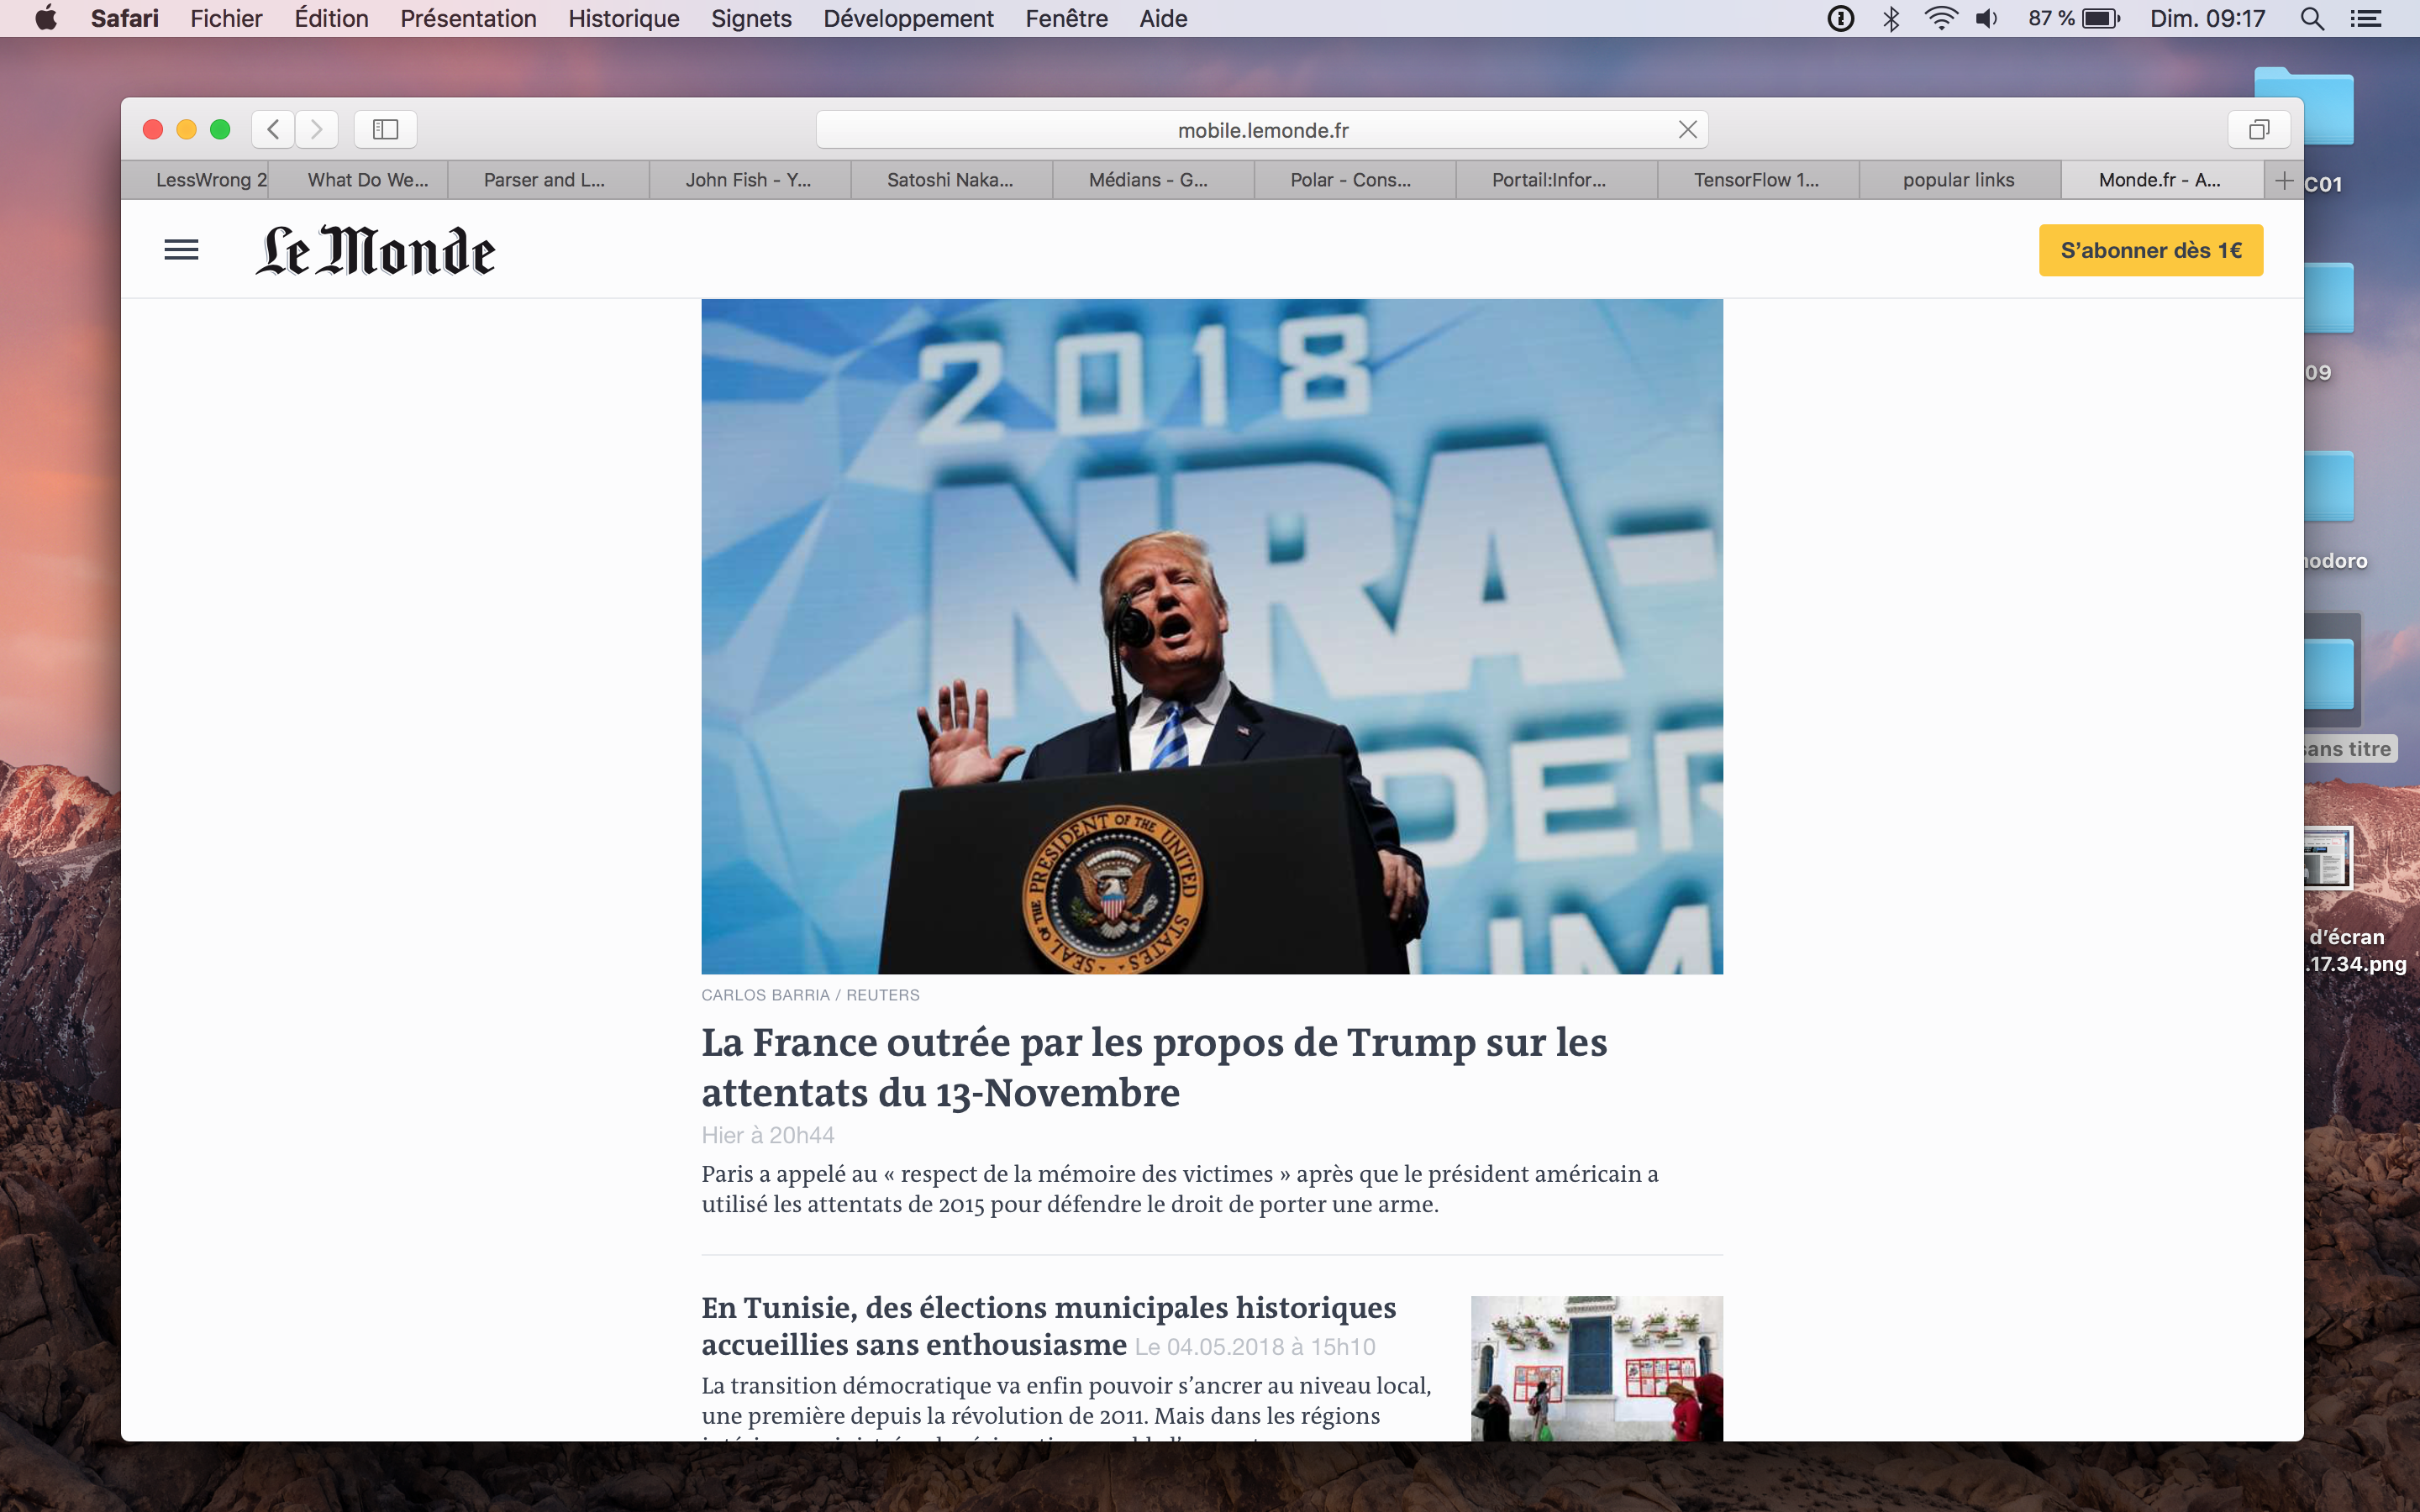 Safari Fichier Édition Présentation Historique Signets Développement Fenêtre Aide 87 % Dim. 09:17
mobile.lemonde.fr
LessWrong 2 What Do We... Parser and L... John Fish - Y... Satoshi Naka... Médians - G... Polar - Cons... Portail:Infor... TensorFlow 1... popular links Monde.fr - A...
C01
Le Monde
S’abonner dès 1€
2018
NRA-
09
DER
UM
SEAL OF THE PRESIDENT OF THE UNITED STATES
odoro
sans titre
d’écran
.17.34.png
CARLOS BARRIA / REUTERS
La France outrée par les propos de Trump sur les
attentats du 13-Novembre
Hier à 20h44
Paris a appelé au « respect de la mémoire des victimes » après que le président américain a
utilisé les attentats de 2015 pour défendre le droit de porter une arme.
En Tunisie, des élections municipales historiques
accueillies sans enthousiasme Le 04.05.2018 à 15h10
La transition démocratique va enfin pouvoir s’ancrer au niveau local,
une première depuis la révolution de 2011. Mais dans les régions